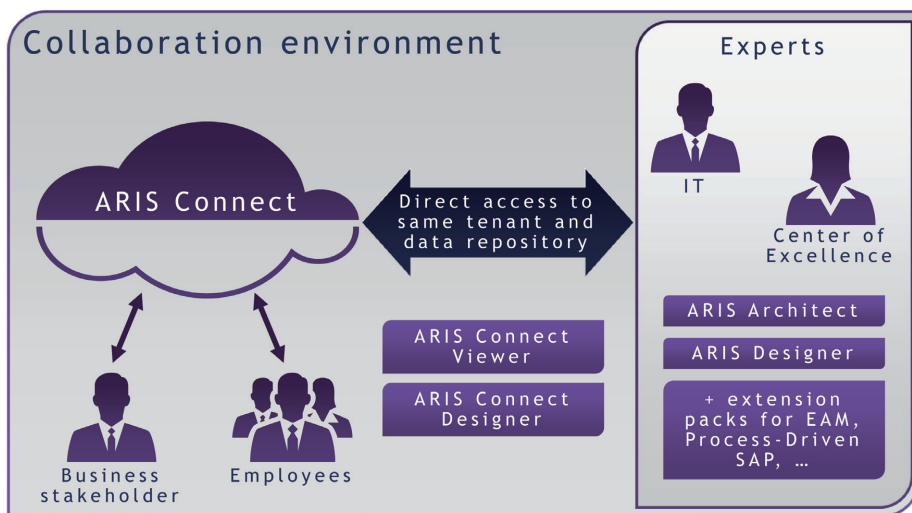 Collaboration environment
Experts
IT
Center of
Excellence
ARIS Connect
Direct access to
same tenant and
data repository
ARIS Connect
Viewer
ARIS Connect
Designer
ARIS Architect
ARIS Designer
+ extension
packs for EAM,
Process-Driven
SAP, …
Business
stakeholder
Employees